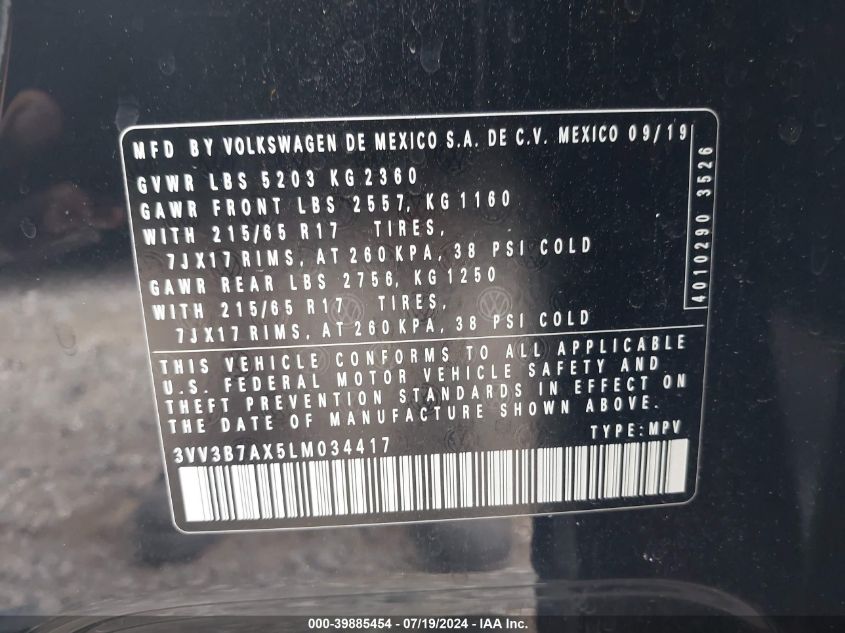 MFD BY VOLKSWAGEN DE MEXICO S.A. DE C.V. MEXICO 09/19
GVWR LBS 5203 KG 2360
GAWR FRONT LBS 2557, KG 1160
WITH 215/65 R17 TIRES,
7JX17 RIMS, AT 260 KPA, 38 PSI COLD
GAWR REAR LBS 2756, KG 1250
WITH 215/65 R17 TIRES,
7JX17 RIMS, AT 260 KPA, 38 PSI COLD
4010290 3526
THIS VEHICLE CONFORMS TO ALL APPLICABLE
U.S. FEDERAL MOTOR VEHICLE SAFETY AND
THEFT PREVENTION STANDARDS IN EFFECT ON
THE DATE OF MANUFACTURE SHOWN ABOVE.
3VV3B7AX5LM034417 TYPE: MPV
000-39885454 / 07/19/2024 / IAA Inc.